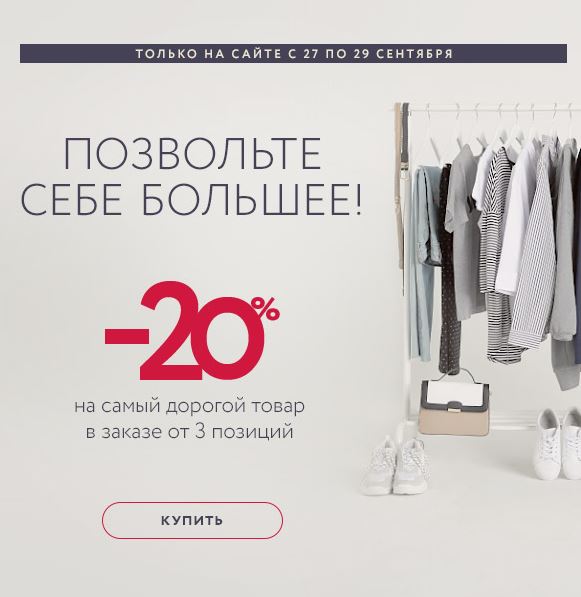 ТОЛЬКО НА САЙТЕ С 27 ПО 29 СЕНТЯБРЯ
ПОЗВОЛЬТЕ
СЕБЕ БОЛЬШЕЕ!
-20%
на самый дорогой товар
в заказе от 3 позиций
КУПИТЬ